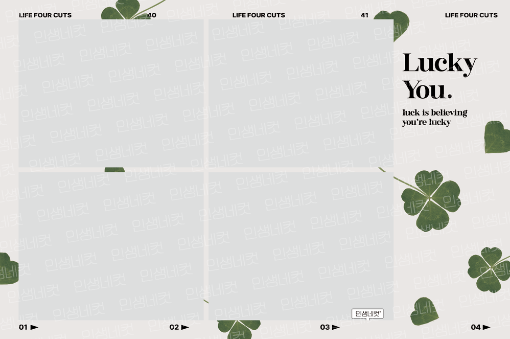 LIFE FOUR CUTS 40 LIFE FOUR CUTS 41 LIFE FOUR CUTS
Lucky
You.
luck is believing
you're lucky
인생네컷
01 ► 02 ► 03 ► 04 ►